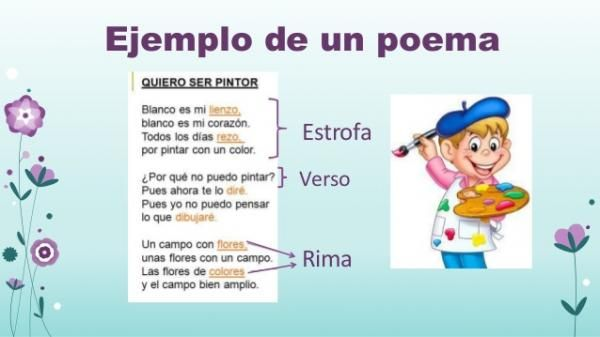 Ejemplo de un poema
QUIERO SER PINTOR
Blanco es mi lienzo,
blanco es mi corazón.
Todos los días rezo,
por pintar con un color.
Estrofa
¿Por qué no puedo pintar?
Verso
Pues ahora te lo diré.
Pues yo no puedo pensar
lo que dibujaré.
Un campo con flores,
unas flores con un campo.
Las flores de colores
y el campo bien amplio.
Rima